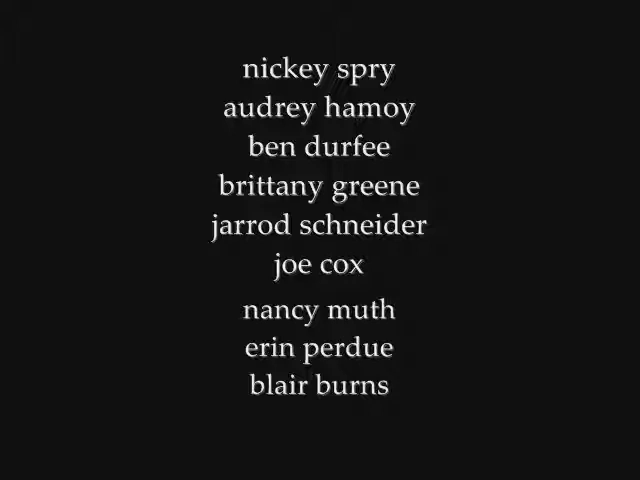 nickey spry
audrey hamoy
ben durfee
brittany greene
jarrod schneider
joe cox
nancy muth
erin perdue
blair burns